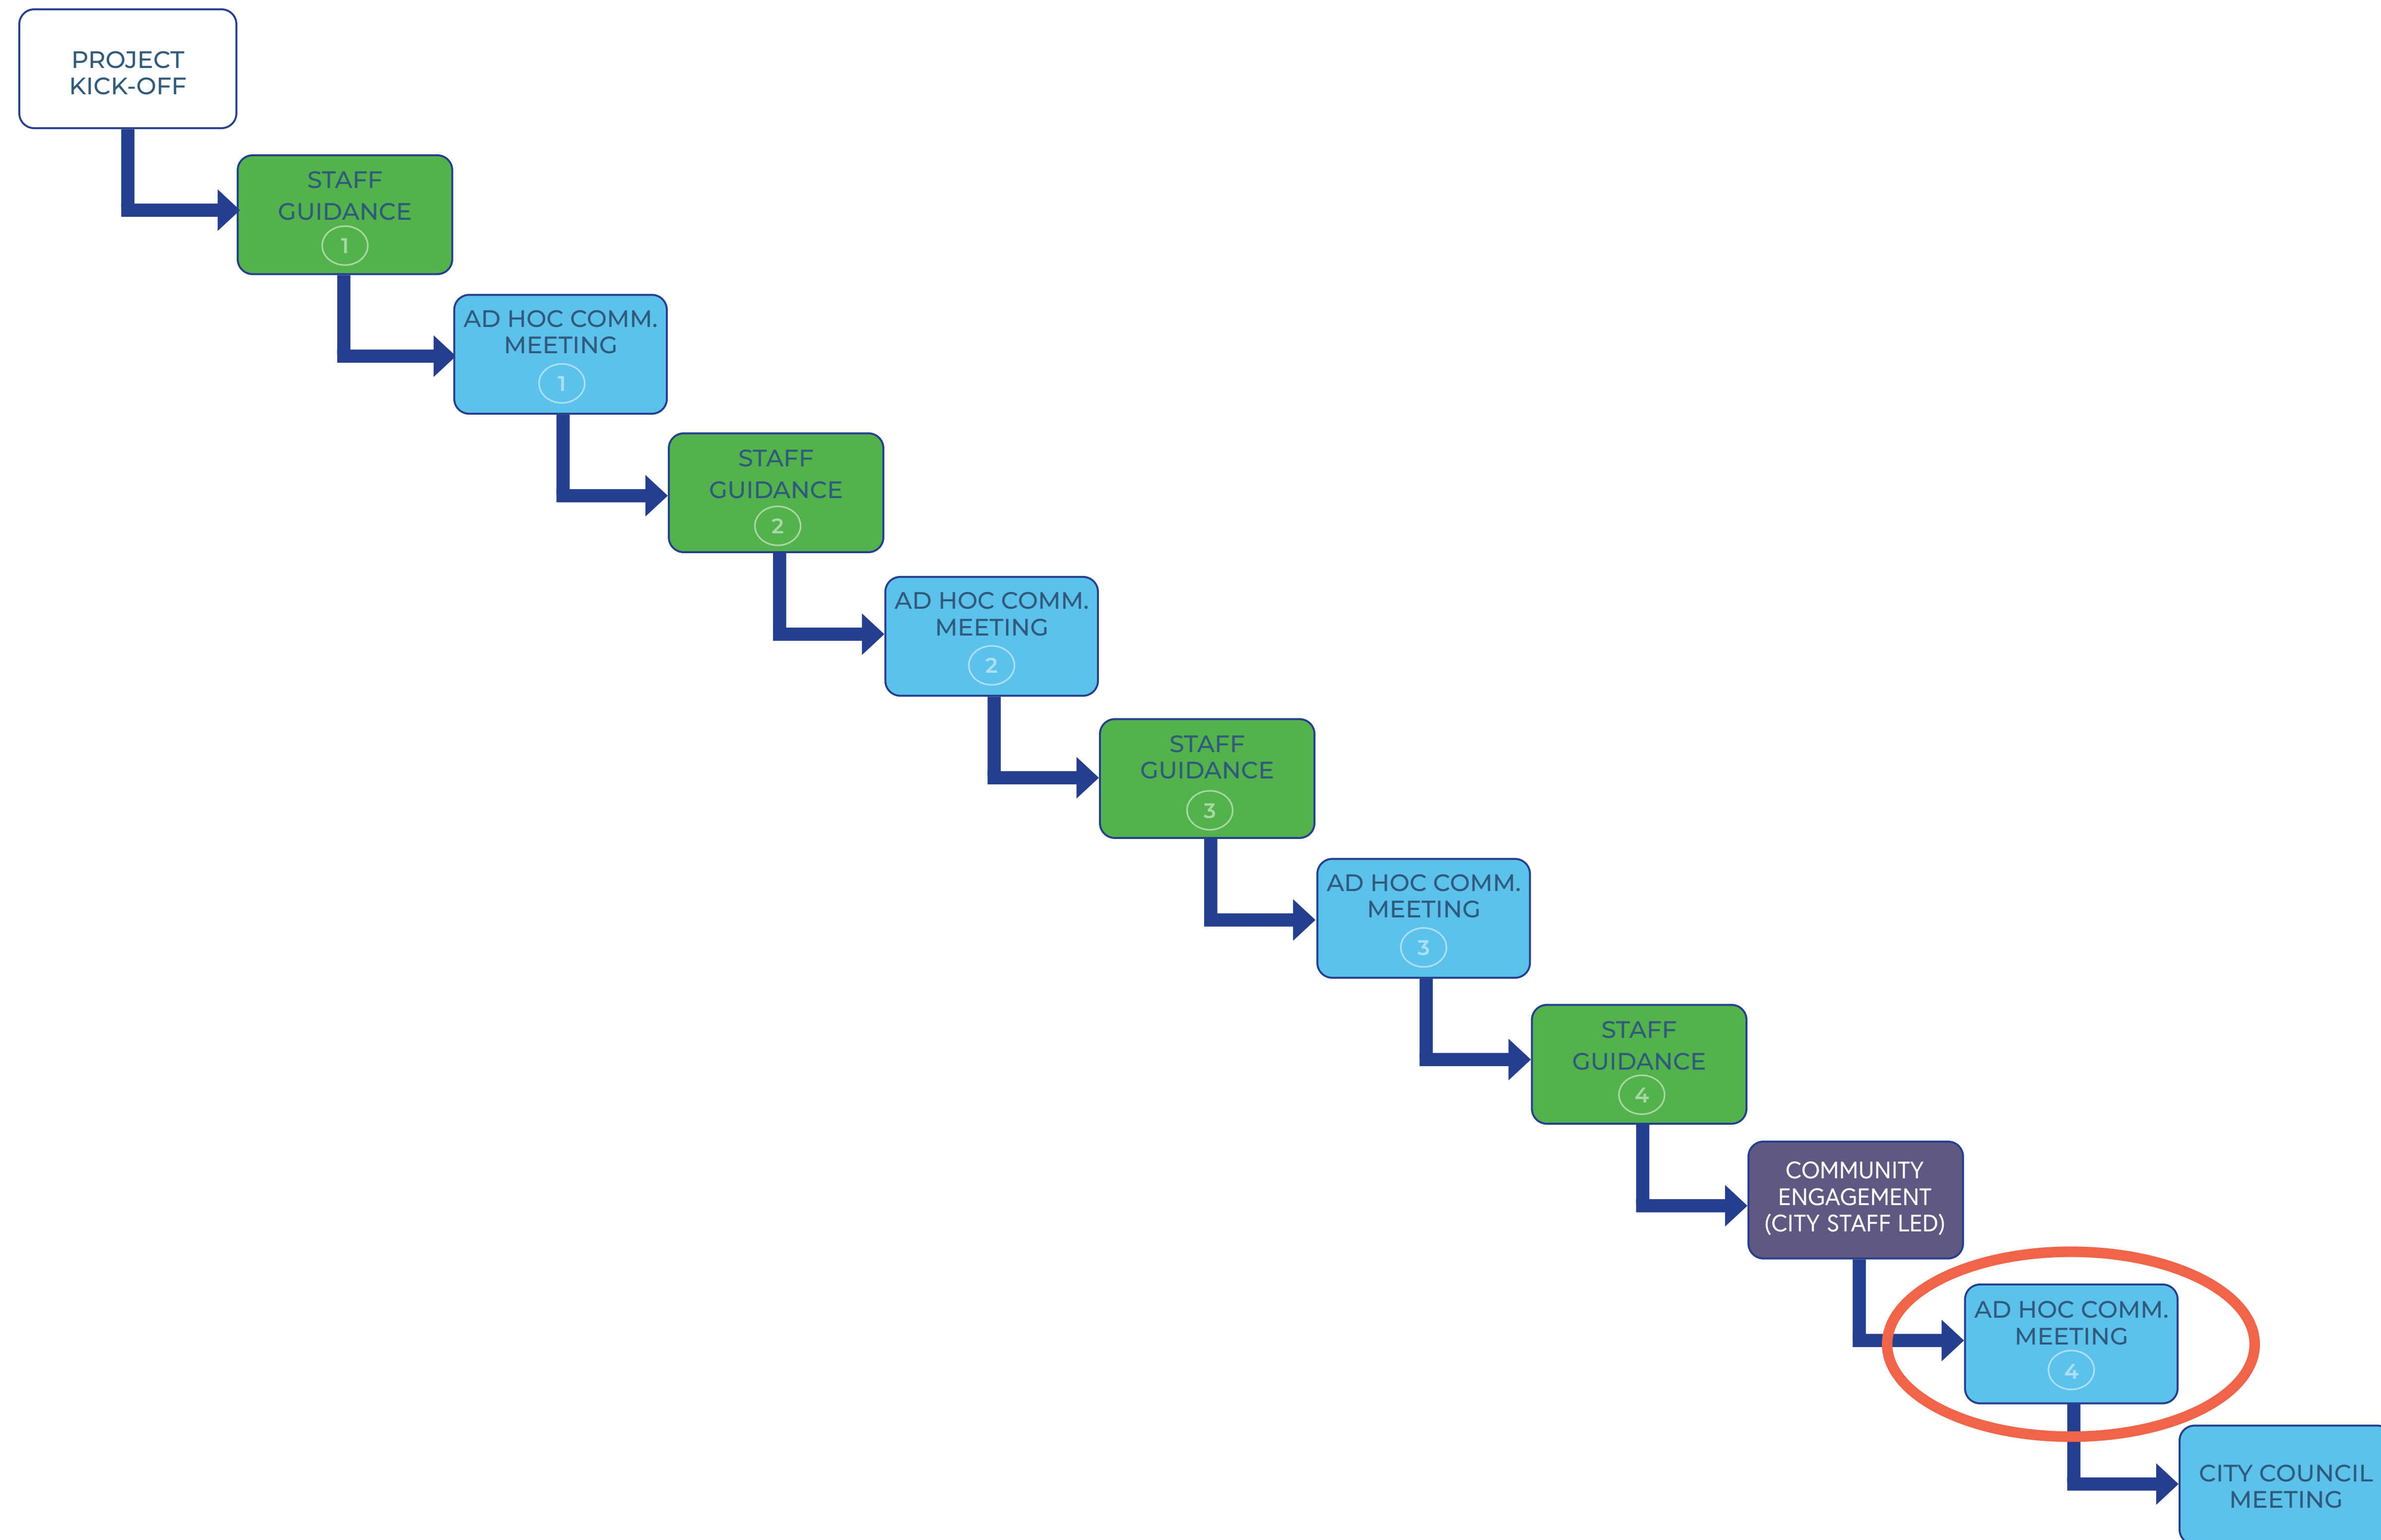 PROJECT
KICK-OFF
STAFF
GUIDANCE
1
AD HOC COMM.
MEETING
1
STAFF
GUIDANCE
2
AD HOC COMM.
MEETING
2
STAFF
GUIDANCE
3
AD HOC COMM.
MEETING
3
STAFF
GUIDANCE
4
COMMUNITY
ENGAGEMENT
(CITY STAFF LED)
AD HOC COMM.
MEETING
4
CITY COUNCIL
MEETING